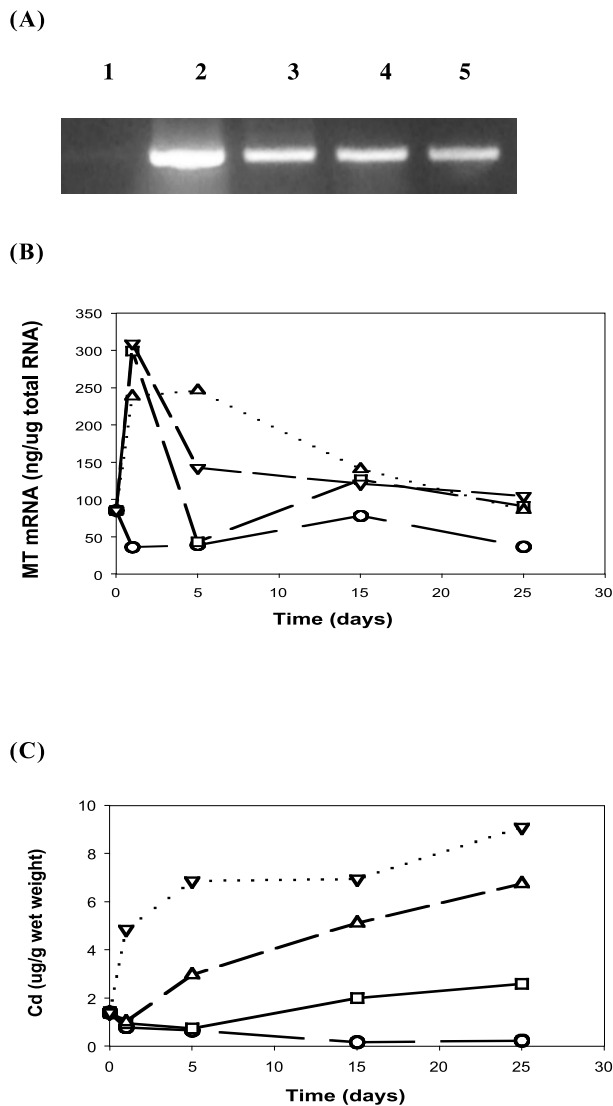 (A)
1 2 3 4 5
(B)
MT mRNA (ng/ug total RNA)
350
300
250
200
150
100
50
0
0 5 10 15 20 25 30
Time (days)
(C)
Cd (ug/g wet weight)
10
8
6
4
2
0
0 5 10 15 20 25 30
Time (days)